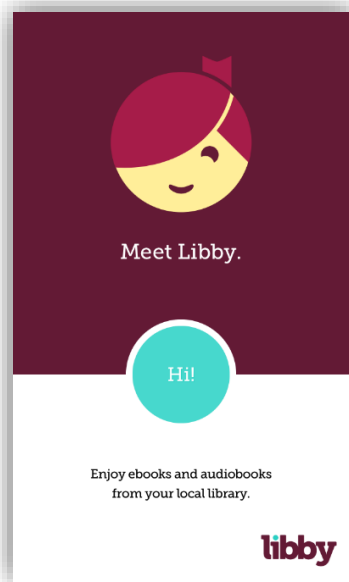 Meet Libby.
Hi!
Enjoy ebooks and audiobooks
from your local library.
libby